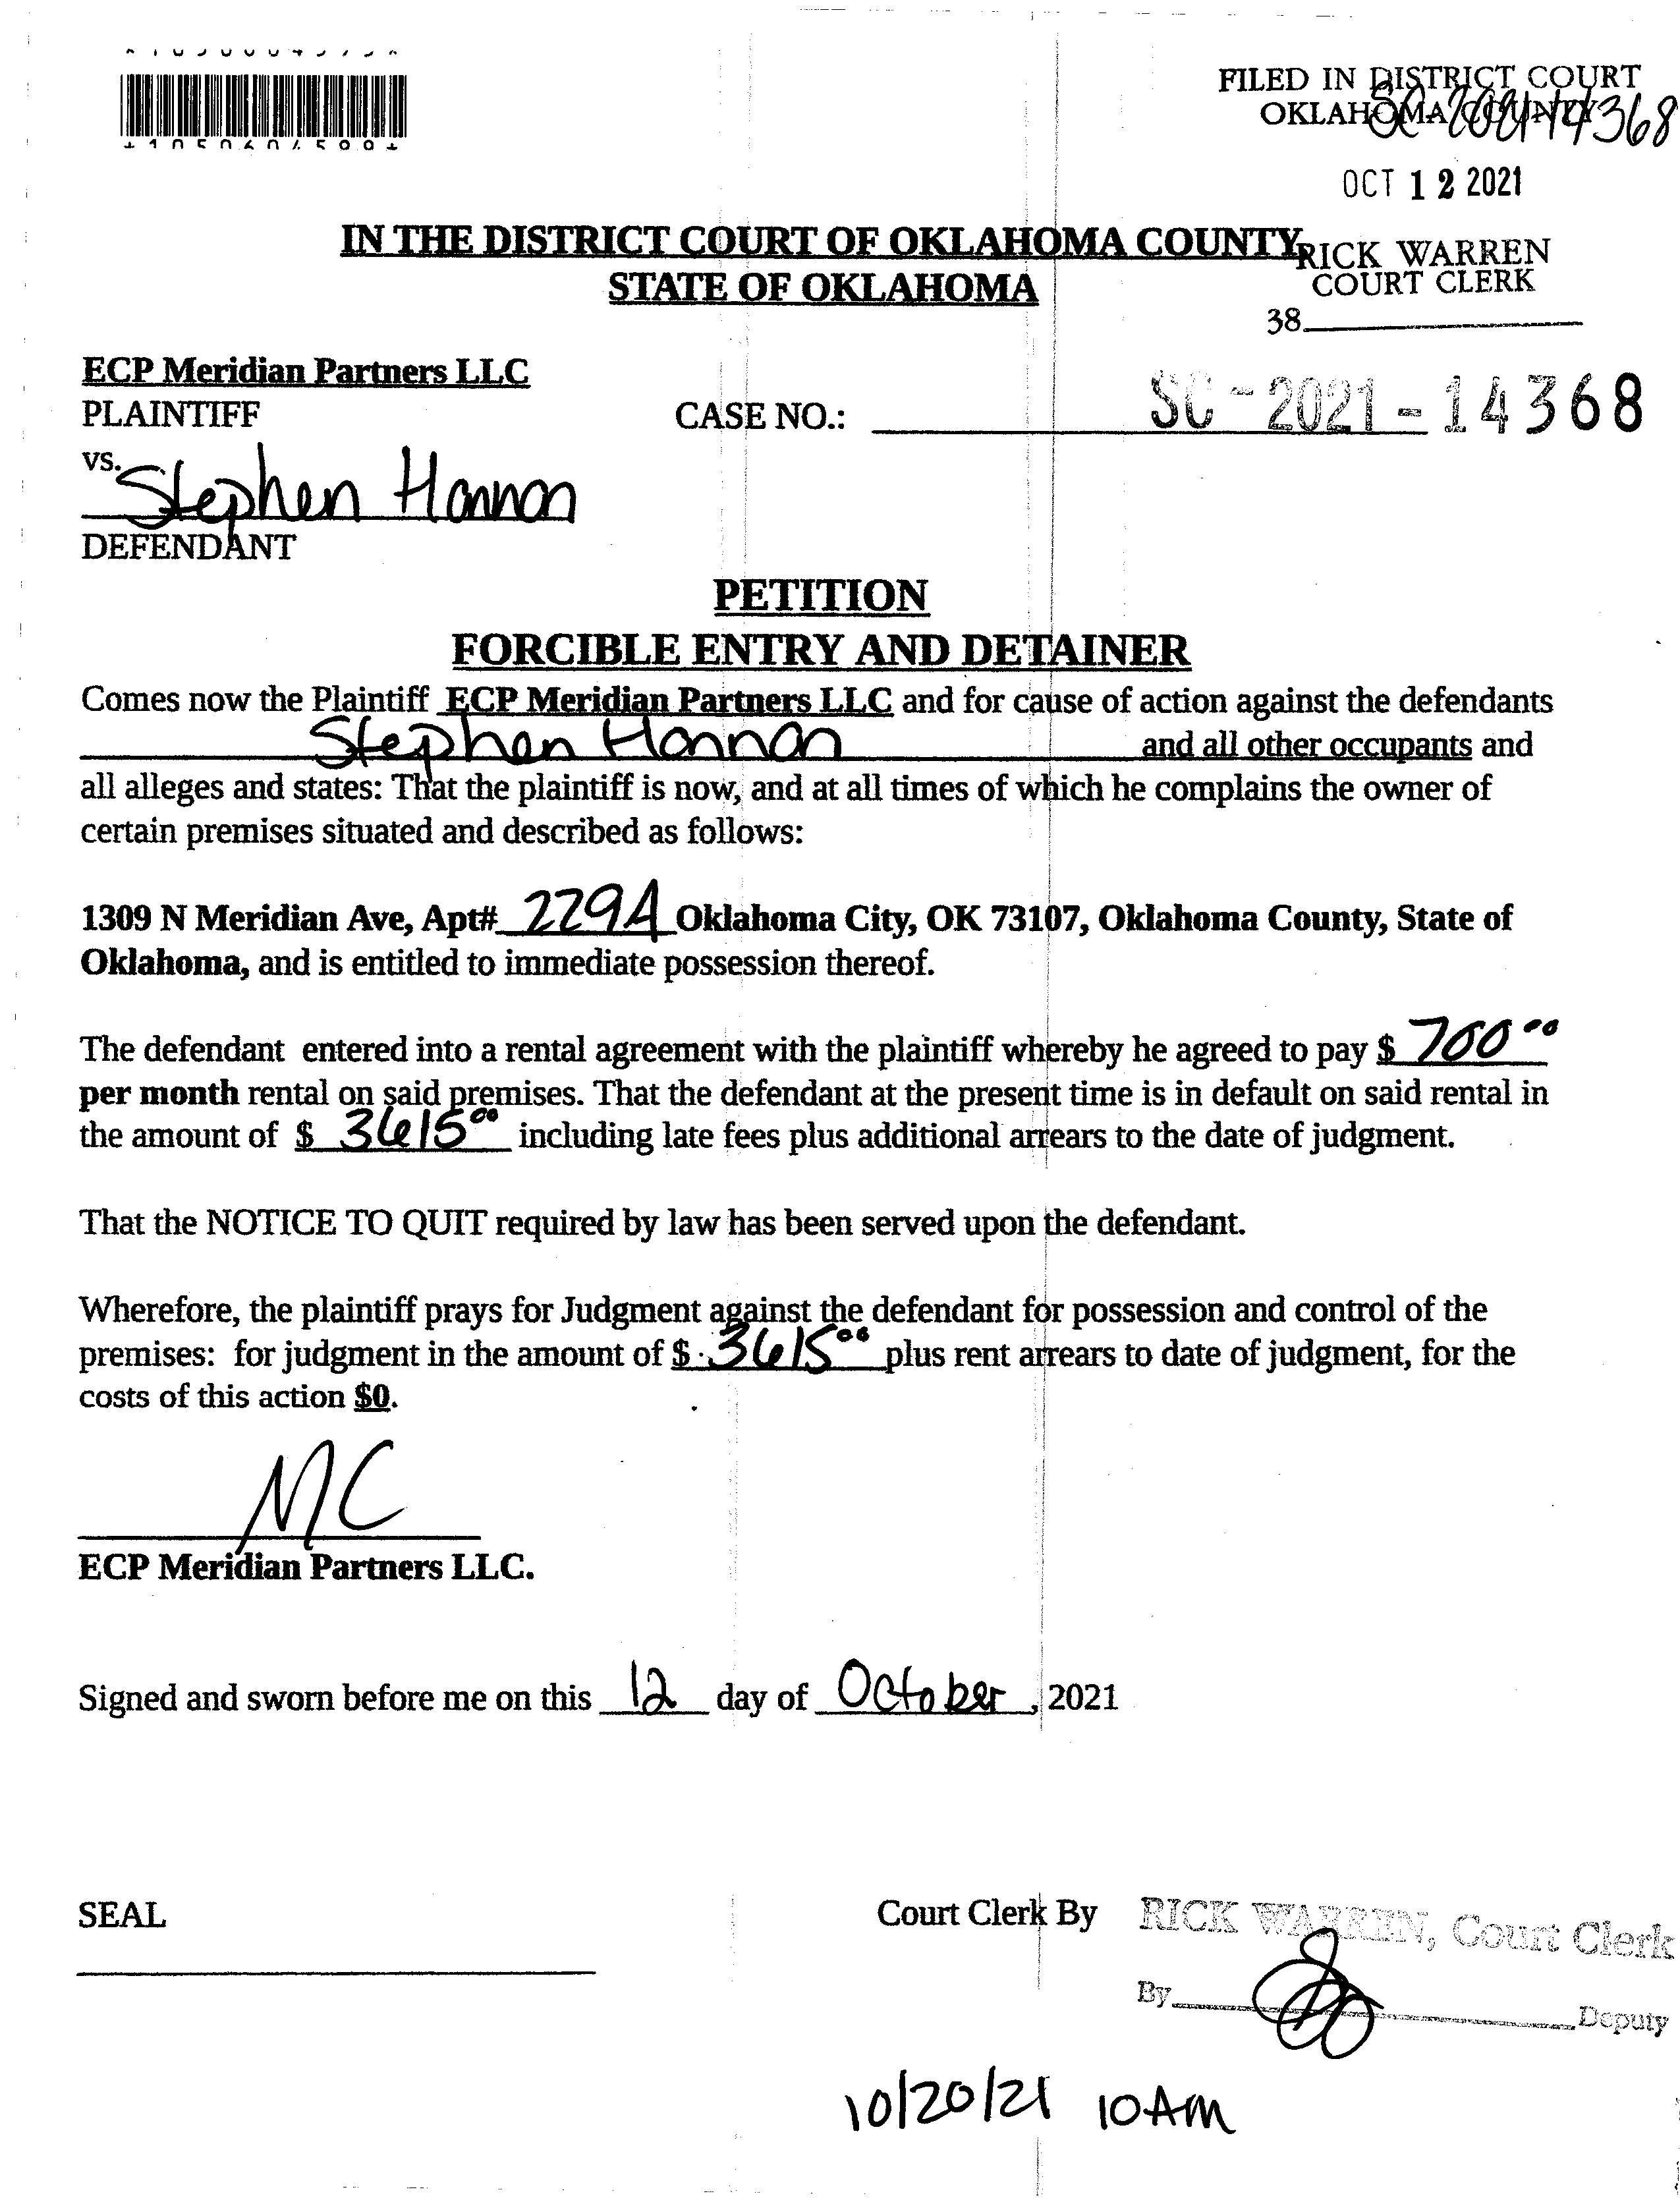 FILED IN DISTRICT COURT
OKLAHOMA COUNTY
SC-2021-14368
OCT 12 2021
IN THE DISTRICT COURT OF OKLAHOMA COUNTY
STATE OF OKLAHOMA
RICK WARREN
COURT CLERK
38
ECP Meridian Partners LLC
PLAINTIFF
CASE NO.: SC-2021-14368
vs.
Stephen Hannon
DEFENDANT
PETITION
FORCIBLE ENTRY AND DETAINER
Comes now the Plaintiff ECP Meridian Partners LLC and for cause of action against the defendants
Stephen Hannon and all other occupants and
all alleges and states: That the plaintiff is now, and at all times of which he complains the owner of
certain premises situated and described as follows:
1309 N Meridian Ave, Apt# 229A Oklahoma City, OK 73107, Oklahoma County, State of
Oklahoma, and is entitled to immediate possession thereof.
The defendant entered into a rental agreement with the plaintiff whereby he agreed to pay $ 700.00
per month rental on said premises. That the defendant at the present time is in default on said rental in
the amount of $ 3615.00 including late fees plus additional arrears to the date of judgment.
That the NOTICE TO QUIT required by law has been served upon the defendant.
Wherefore, the plaintiff prays for Judgment against the defendant for possession and control of the
premises: for judgment in the amount of $ 3615.00 plus rent arrears to date of judgment, for the
costs of this action $0.
MC
ECP Meridian Partners LLC.
Signed and sworn before me on this 12 day of October, 2021
SEAL
Court Clerk By RICK WARREN, Court Clerk
By Deputy
10/20/21 10AM